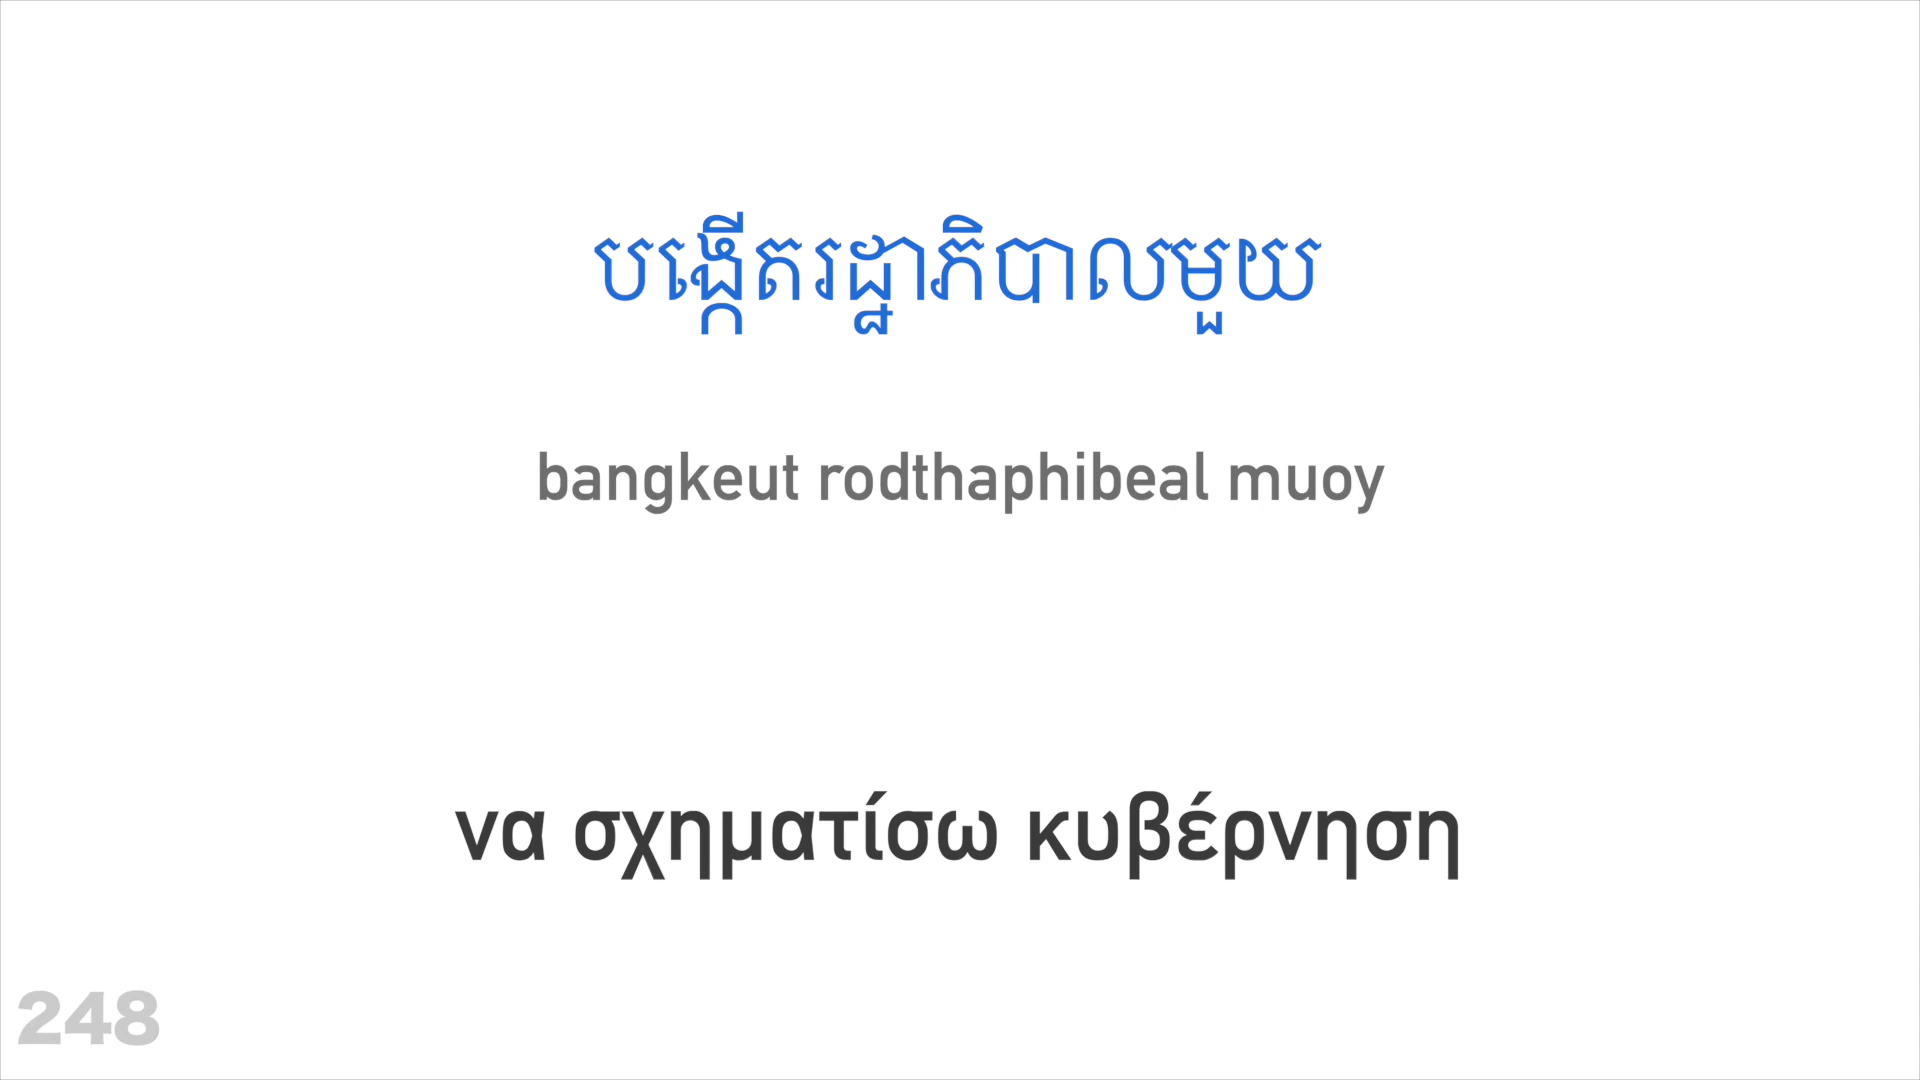 បង្កើតរដ្ឋាភិបាលមួយ
bangkeut rodthaphibeal muoy
να σχηματίσω κυβέρνηση
248